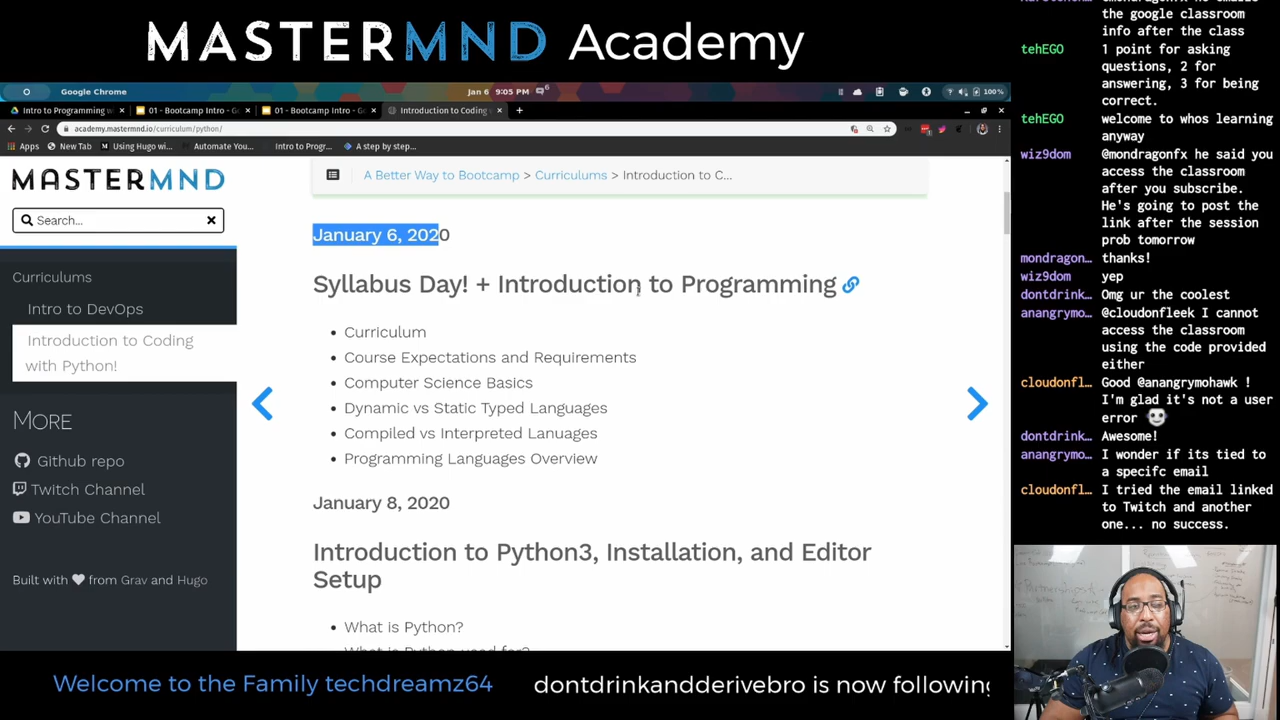 MASTERMND Academy
Google Chrome
Jan 6 9:05 PM
6
100%
Intro to Programming w
01 - Bootcamp Intro - G
01 - Bootcamp Intro - G
Introduction to Coding
academy.mastermnd.io/curriculum/python/
Apps
New Tab
Using Hugo wi...
Automate You...
Intro to Progr...
A step by step...
MASTERMND
Search...
Curriculums
Intro to DevOps
Introduction to Coding
with Python!
MORE
Github repo
Twitch Channel
YouTube Channel
Built with from Grav and Hugo
A Better Way to Bootcamp > Curriculums > Introduction to C...
January 6, 2020
Syllabus Day! + Introduction to Programming
Curriculum
Course Expectations and Requirements
Computer Science Basics
Dynamic vs Static Typed Languages
Compiled vs Interpreted Lanuages
Programming Languages Overview
January 8, 2020
Introduction to Python3, Installation, and Editor
Setup
What is Python?
What is Python used for?
the google classroom
info after the class
tehEGO 1 point for asking
questions, 2 for
answering, 3 for being
correct.
tehEGO welcome to whos learning
anyway
wiz9dom @mondragonfx he said you
access the classroom
after you subscribe.
He's going to post the
link after the session
prob tomorrow
mondragon… thanks!
wiz9dom yep
dontdrink… Omg ur the coolest
anangrymo… @cloudonfleek I cannot
access the classroom
using the code provided
either
cloudonfl… Good @anangrymohawk !
I'm glad it's not a user
error
dontdrink… Awesome!
anangrymo… I wonder if its tied to
a specifc email
cloudonfl… I tried the email linked
to Twitch and another
one... no success.
Welcome to the Family techdreamz64
dontdrinkandderivebro is now following